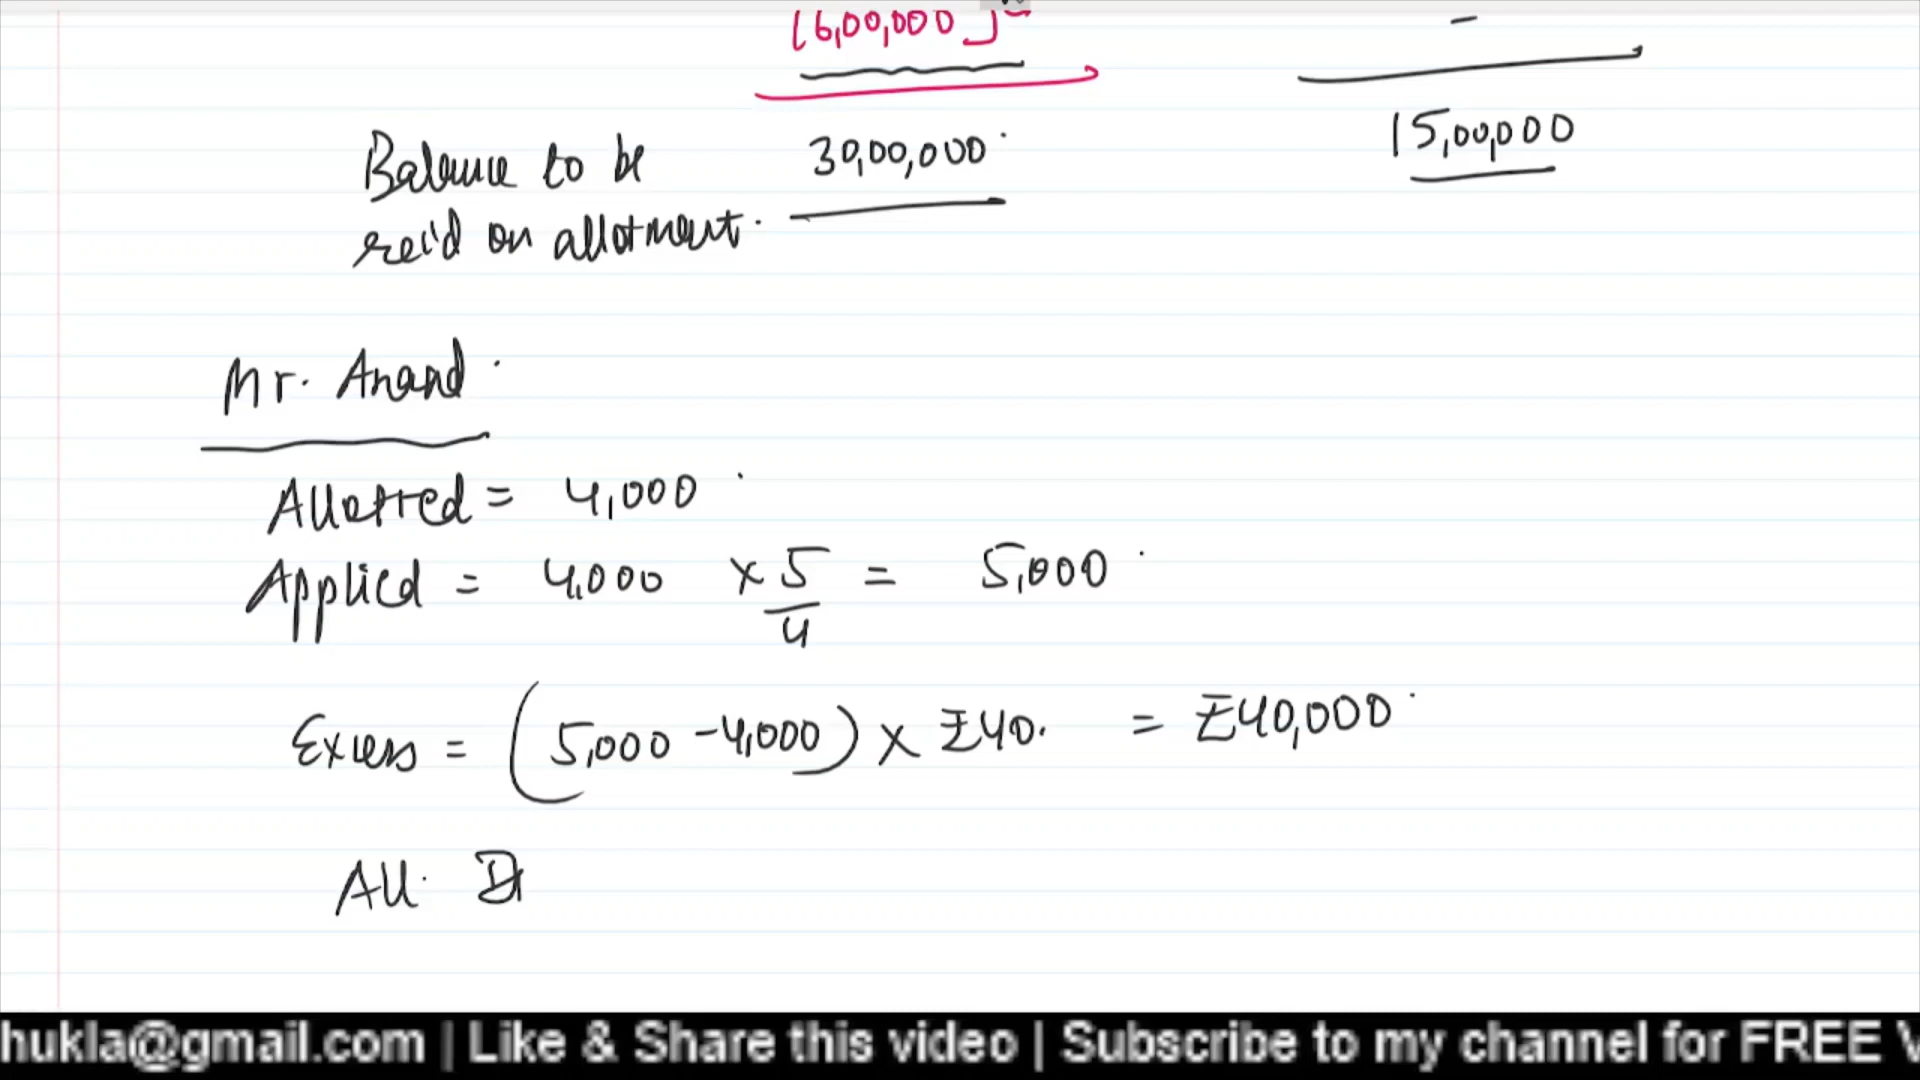 [6,00,000]
-
Balance to be 30,00,000 15,00,000
rec'd on allotment.
Mr. Anand
Allotted = 4,000
Applied = 4,000 × 5/4 = 5,000
Excess = (5,000 - 4,000) × ₹40. = ₹40,000
All.
hukla@gmail.com | Like & Share this video | Subscribe to my channel for FREE V